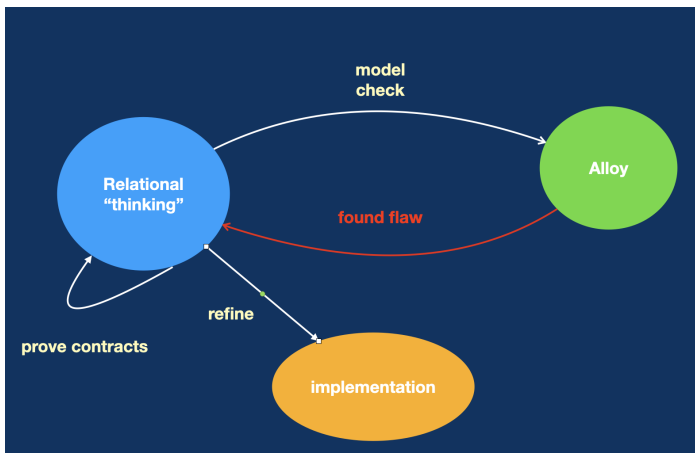 model
check
Relational
“thinking”
Alloy
found flaw
refine
prove contracts
implementation